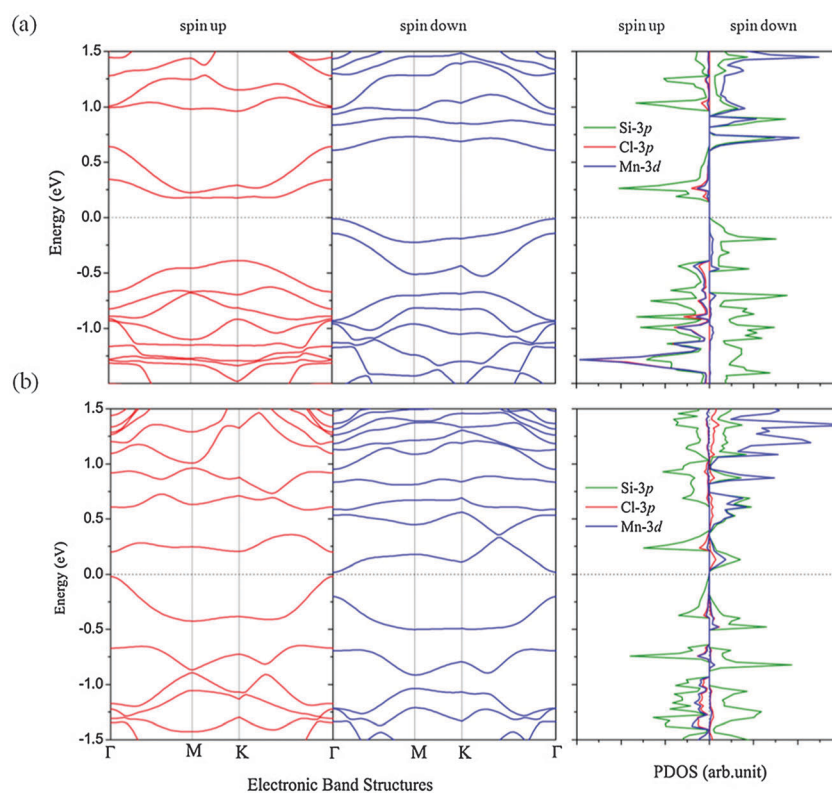 (a)
spin up
spin down
spin up
spin down
1.5
1.0
0.5
0.0
-0.5
-1.0
Energy (eV)
Si-3p
Cl-3p
Mn-3d
(b)
1.5
1.0
0.5
0.0
-0.5
-1.0
-1.5
Energy (eV)
Si-3p
Cl-3p
Mn-3d
Γ M K Γ M K Γ
Electronic Band Structures
PDOS (arb.unit)